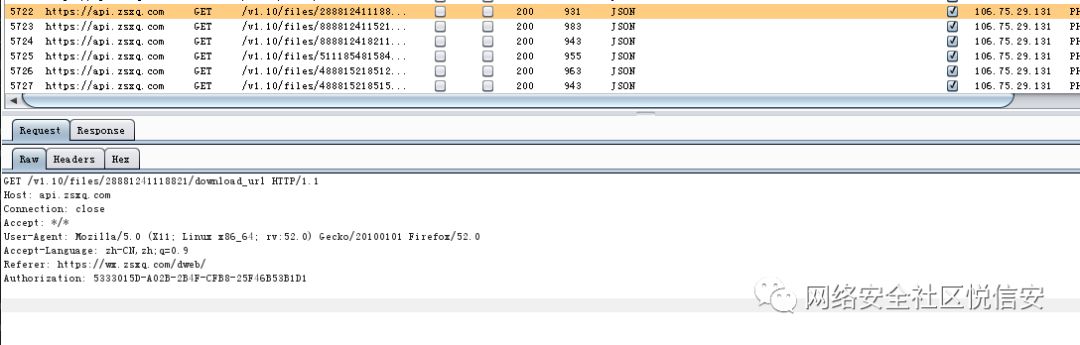 5722 https://api.zsxq.com GET /v1.10/files/288812411188... 200 931 JSON 106.75.29.131 PH
5723 https://api.zsxq.com GET /v1.10/files/888812411521... 200 983 JSON 106.75.29.131 PH
5724 https://api.zsxq.com GET /v1.10/files/888812418211... 200 943 JSON 106.75.29.131 PH
5725 https://api.zsxq.com GET /v1.10/files/511185481584... 200 955 JSON 106.75.29.131 PH
5726 https://api.zsxq.com GET /v1.10/files/488815218512... 200 963 JSON 106.75.29.131 PH
5727 https://api.zsxq.com GET /v1.10/files/488815218515... 200 943 JSON 106.75.29.131 PH
Request Response
Raw Headers Hex
GET /v1.10/files/28881241118821/download_url HTTP/1.1
Host: api.zsxq.com
Connection: close
Accept: */*
User-Agent: Mozilla/5.0 (X11; Linux x86_64; rv:52.0) Gecko/20100101 Firefox/52.0
Accept-Language: zh-CN,zh;q=0.9
Referer: https://wx.zsxq.com/dweb/
Authorization: 5333015D-A02B-2B4F-CFB8-25F46B53B1D1
网络安全社区悦信安